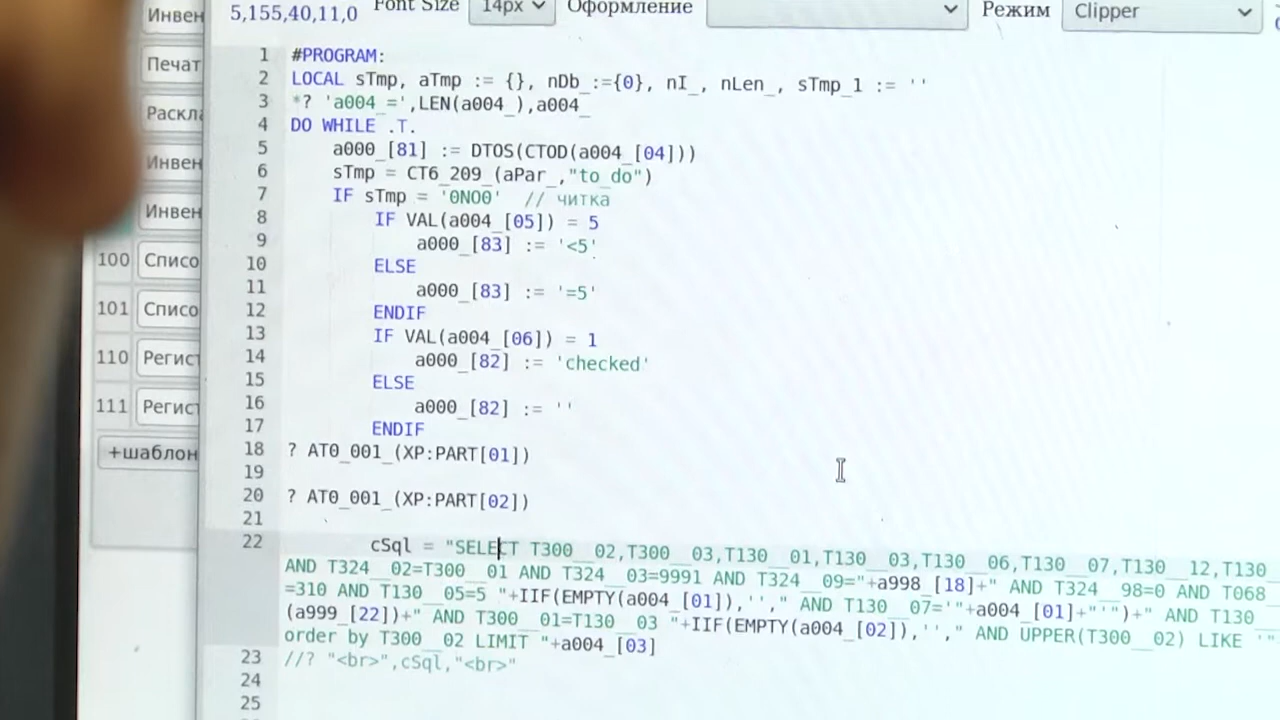 5,155,40,11,0 Font Size 14px Оформление Режим Clipper
Инвен
Печат
Раскла
Инвен
Инвен
100 Списо
101 Списо
110 Регист
111 Регист
+шаблон
1 #PROGRAM:
2 LOCAL sTmp, aTmp := {}, nDb_:={0}, nI_, nLen_, sTmp_1 := ''
3 *? 'a004_=',LEN(a004_),a004_
4 DO WHILE .T.
5 a000_[81] := DTOS(CTOD(a004_[04]))
6 sTmp = CT6_209_(aPar_,"to_do")
7 IF sTmp = '0NO0' // читка
8 IF VAL(a004_[05]) = 5
9 a000_[83] := '<5'
10 ELSE
11 a000_[83] := '=5'
12 ENDIF
13 IF VAL(a004_[06]) = 1
14 a000_[82] := 'checked'
15 ELSE
16 a000_[82] := ''
17 ENDIF
18 ? AT0_001_(XP:PART[01])
19
20 ? AT0_001_(XP:PART[02])
21
22 cSql = "SELECT T300__02,T300__03,T130__01,T130__03,T130__06,T130__07,T130__12,T130_
AND T324__02=T300__01 AND T324__03=9991 AND T324__09="+a998_[18]+" AND T324__98=0 AND T068_
=310 AND T130__05=5 "+IIF(EMPTY(a004_[01]),''," AND T130__07='"+a004_[01]+"'")+" AND T130__
(a999_[22])+" AND T300__01=T130__03 "+IIF(EMPTY(a004_[02]),''," AND UPPER(T300__02) LIKE '"
order by T300__02 LIMIT "+a004_[03]
23 //? "<br>",cSql,"<br>"
24
25